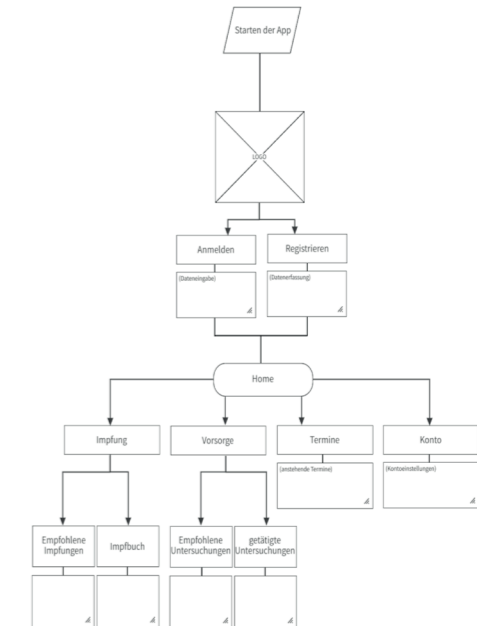 Starten der App
LOGO
Anmelden
Registrieren
(Dateneingabe)
(Datenerfassung)
Home
Impfung
Vorsorge
Termine
Konto
(anstehende Termine)
(Kontoeinstellungen)
Empfohlene
Impfungen
Impfbuch
Empfohlene
Untersuchungen
getätigte
Untersuchungen